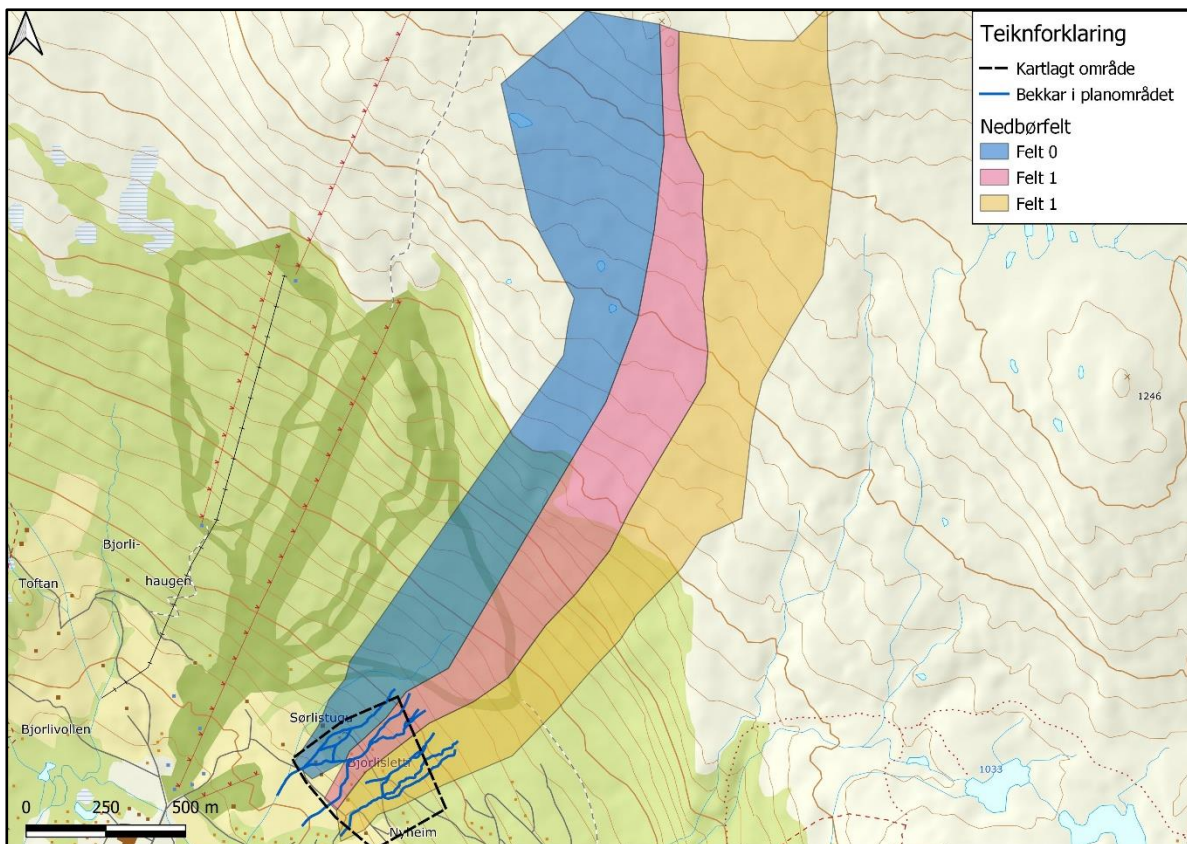 Teiknforklaring
Kartlagt område
Bekkar i planområdet
Nedbørfelt
Felt 0
Felt 1
Felt 1
1246
Bjorli-
haugen
Toftan
Sørlistugu
Bjorlivollen
Bjorlisletti
1033
Nyheim
0 250 500 m